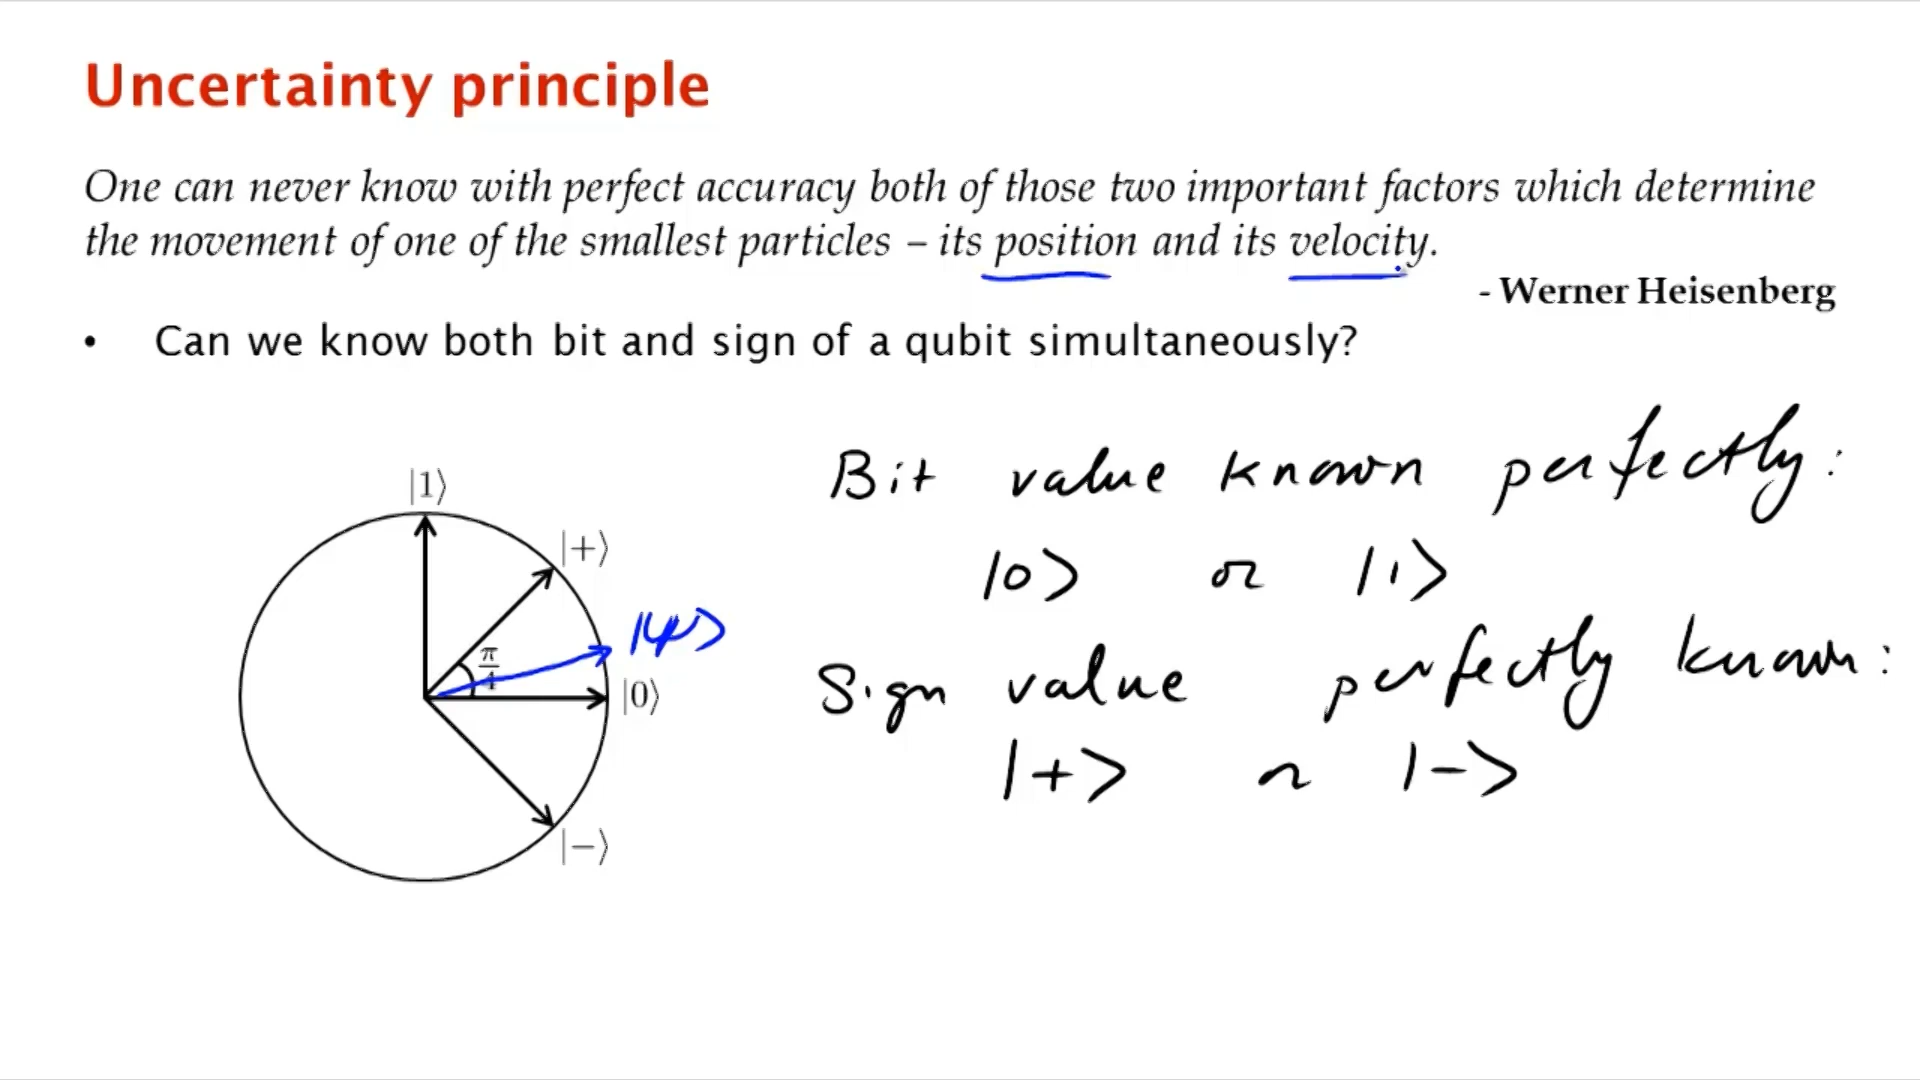 Uncertainty principle
One can never know with perfect accuracy both of those two important factors which determine
the movement of one of the smallest particles – its position and its velocity.
- Werner Heisenberg
• Can we know both bit and sign of a qubit simultaneously?
|1⟩
|+⟩
|ψ⟩
π/4
|0⟩
|−⟩
Bit value known perfectly:
|0> or |1>
Sign value perfectly known:
|+> or |->